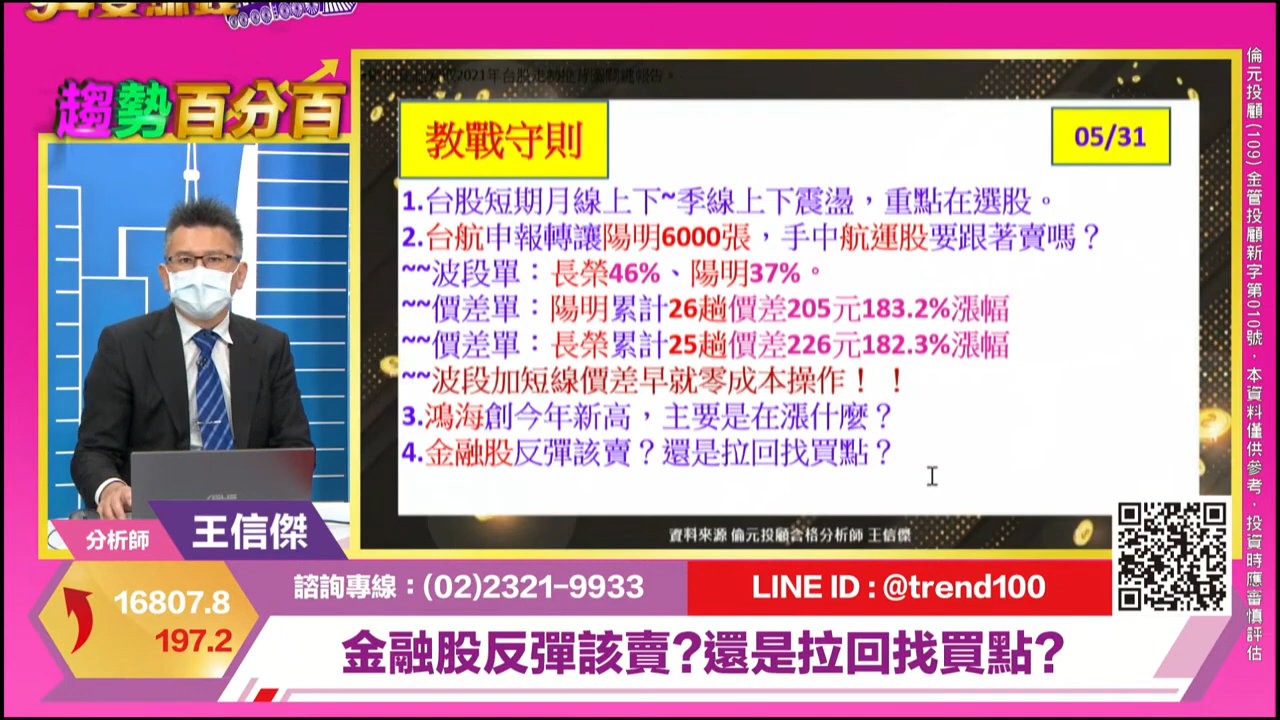 趨勢百分百
教戰守則
05/31
1.台股短期月線上下~季線上下震盪，重點在選股。
2.台航申報轉讓陽明6000張，手中航運股要跟著賣嗎？
~~波段單：長榮46%、陽明37%。
~~價差單：陽明累計26趟價差205元183.2%漲幅
~~價差單：長榮累計25趟價差226元182.3%漲幅
~~波段加短線價差早就零成本操作！！
3.鴻海創今年新高，主要是在漲什麼？
4.金融股反彈該賣？還是拉回找買點？
資料來源 倫元投顧合格分析師 王信傑
倫元投顧(109)金管投顧新字第010號．本資料僅供參考．投資時應審慎評估
分析師
王信傑
諮詢專線：(02)2321-9933
LINE ID : @trend100
16807.8
197.2
金融股反彈該賣?還是拉回找買點?